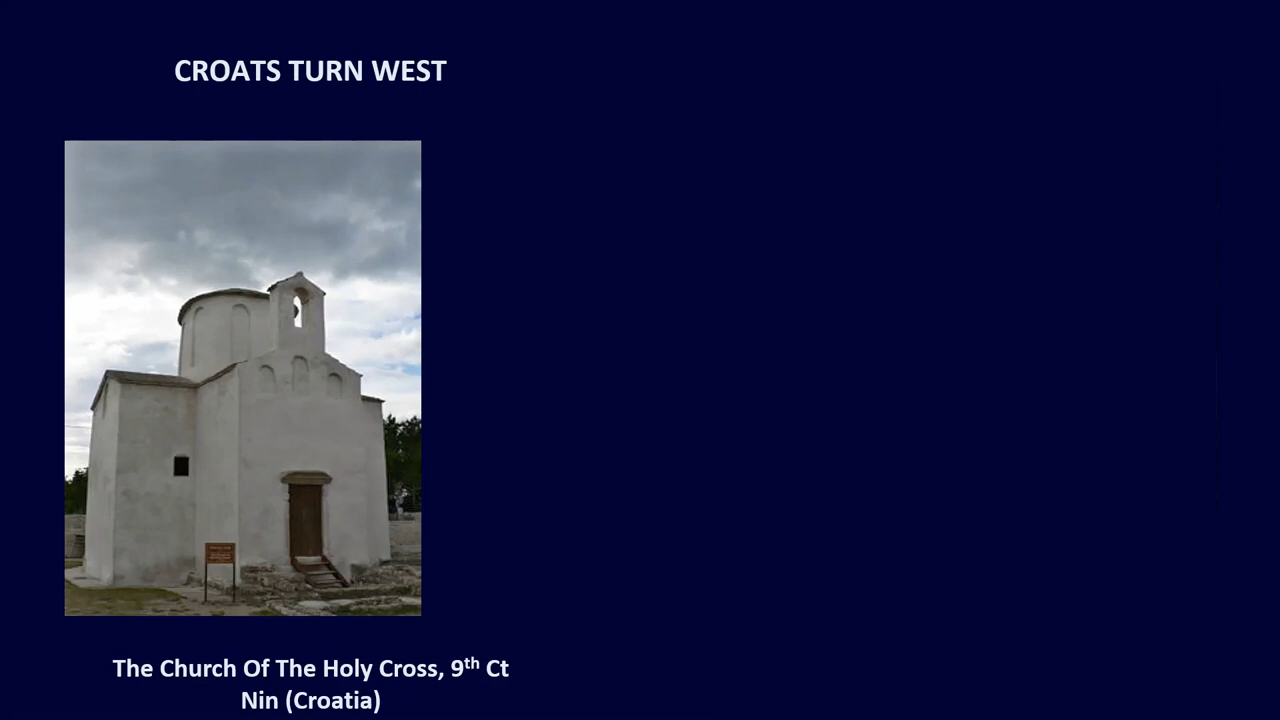 CROATS TURN WEST
The Church Of The Holy Cross, 9th Ct
Nin (Croatia)